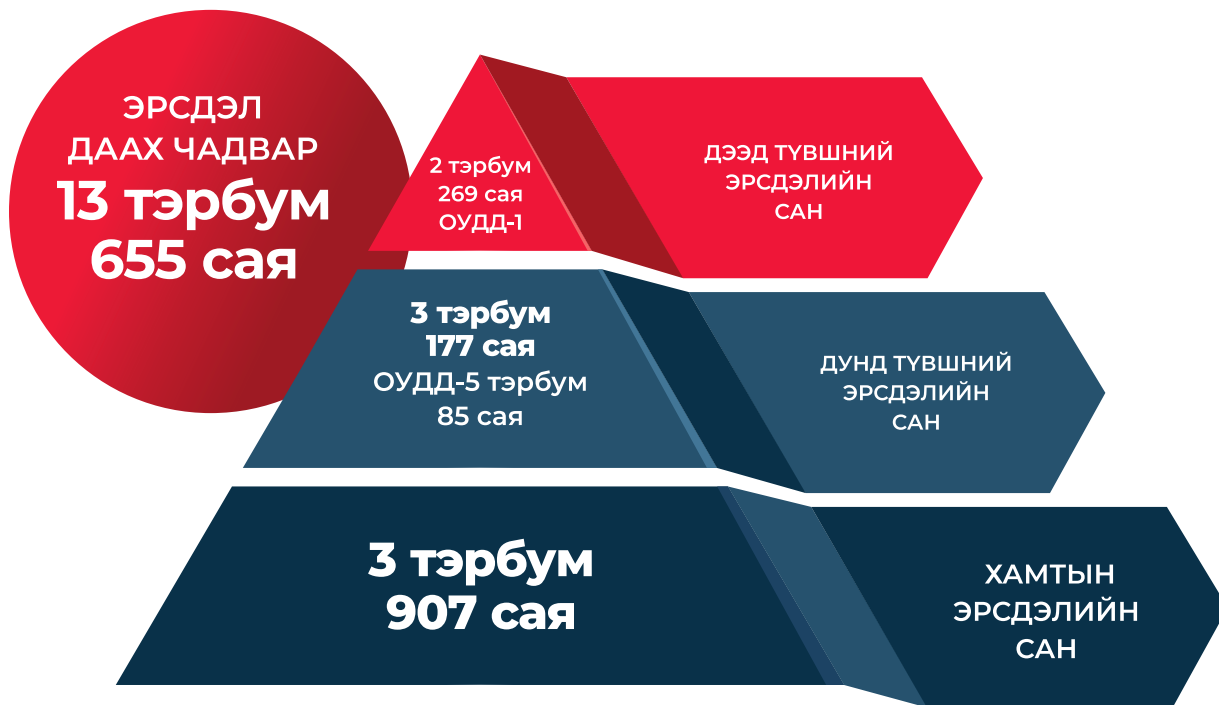 ЭРСДЭЛ
ДААХ ЧАДВАР
13 тэрбум
655 сая
2 тэрбум
269 сая
ОУДД-1
ДЭЭД ТҮВШНИЙ
ЭРСДЭЛИЙН
САН
3 тэрбум
177 сая
ОУДД-5 тэрбум
85 сая
ДУНД ТҮВШНИЙ
ЭРСДЭЛИЙН
САН
3 тэрбум
907 сая
ХАМТЫН
ЭРСДЭЛИЙН
САН